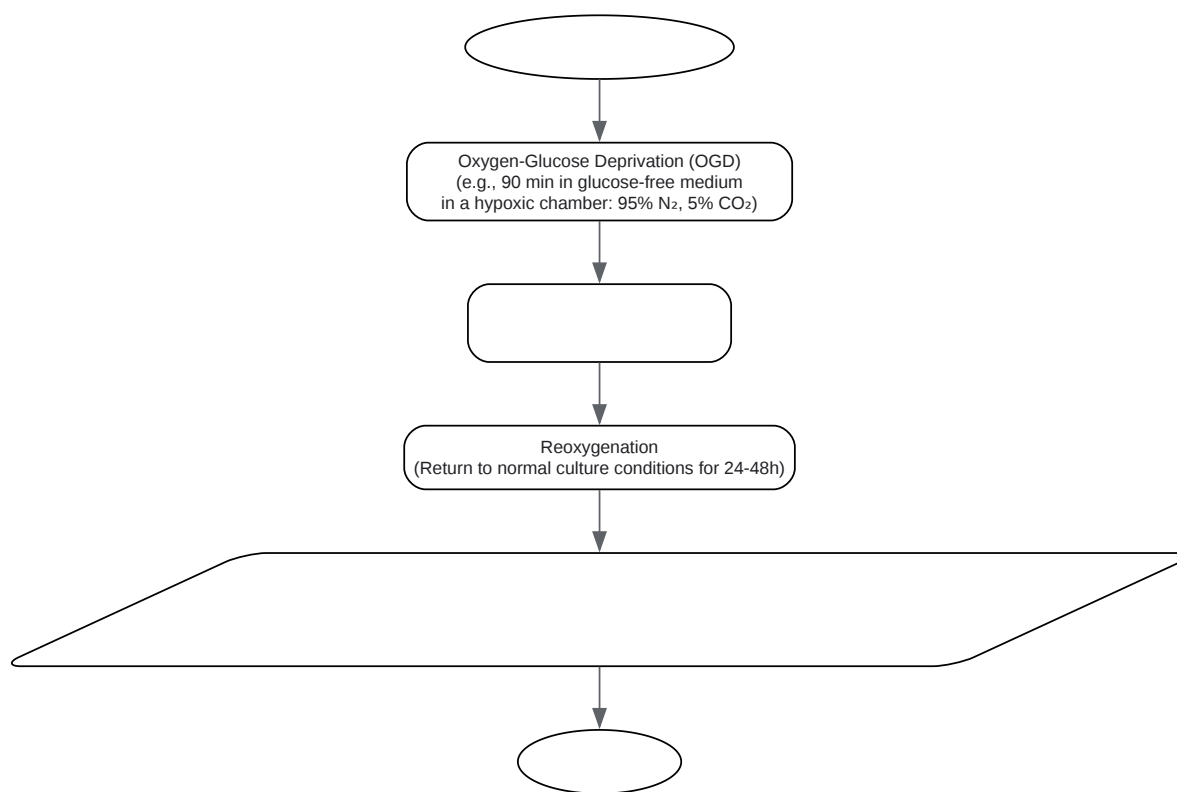 Oxygen-Glucose Deprivation (OGD)
(e.g., 90 min in glucose-free medium
in a hypoxic chamber: 95% N₂, 5% CO₂)
Reoxygenation
(Return to normal culture conditions for 24-48h)